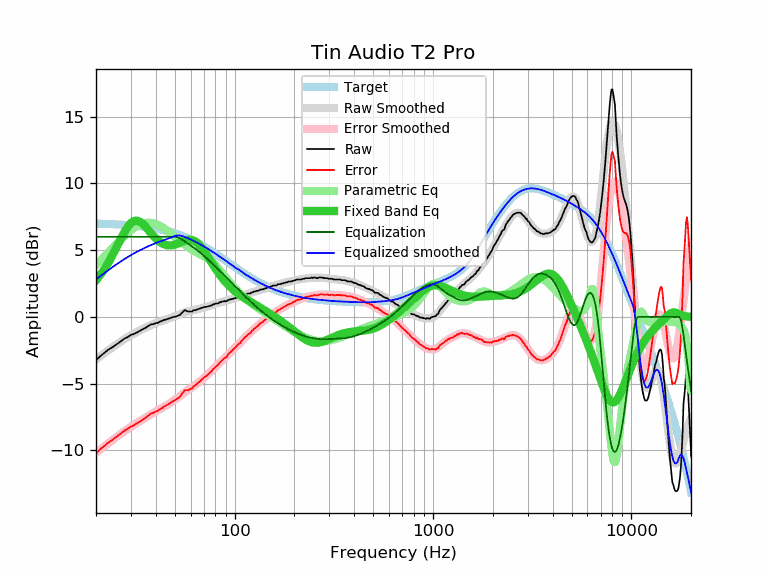 Tin Audio T2 Pro
Target
Raw Smoothed
Error Smoothed
Raw
Error
Parametric Eq
Fixed Band Eq
Equalization
Equalized smoothed
Amplitude (dBr)
15
10
5
0
−5
−10
100
1000
10000
Frequency (Hz)